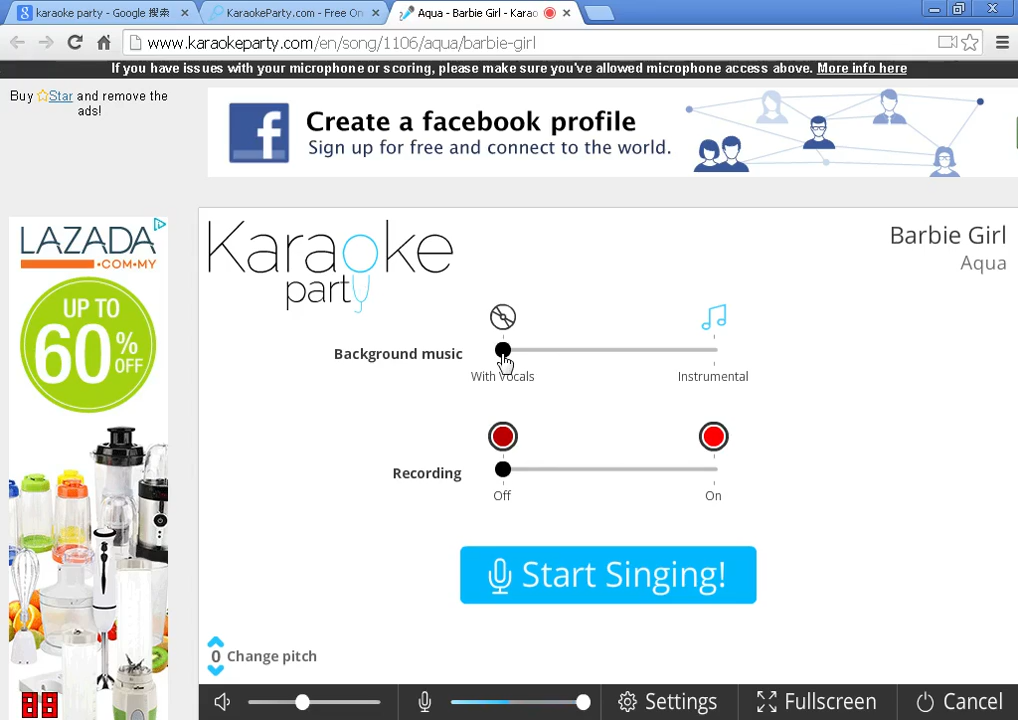 karaoke party - Google 搜索
KaraokeParty.com - Free On
Aqua - Barbie Girl - Karao
www.karaokeparty.com/en/song/1106/aqua/barbie-girl
If you have issues with your microphone or scoring, please make sure you've allowed microphone access above. More info here
Buy Star and remove the
ads!
Create a facebook profile
Sign up for free and connect to the world.
LAZADA
.COM.MY
UP TO
60%
OFF
Karaoke
party
Barbie Girl
Aqua
Background music
With Vocals
Instrumental
Recording
Off
On
Start Singing!
0 Change pitch
Settings
Fullscreen
Cancel